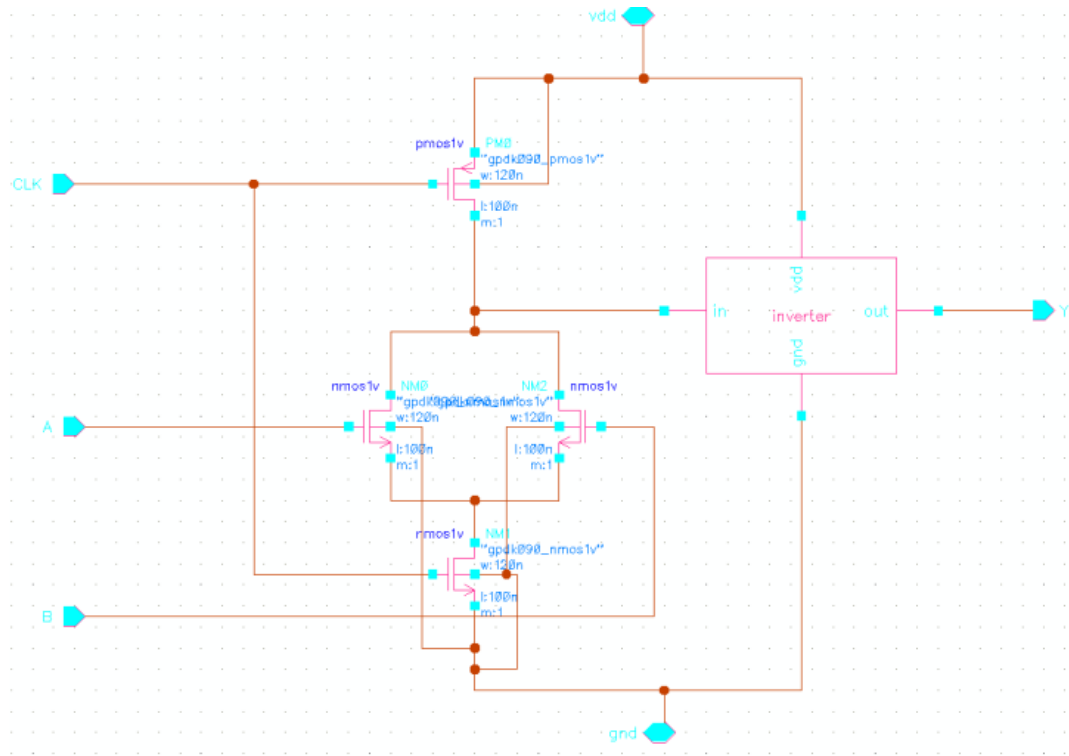 vdd
pmos1v PM0
"gpdk090_pmos1v"
w:120n
CLK
l:100n
m:1
vdd
in inverter out Y
gnd
nmos1v NM0 NM2 nmos1v
w:120n w:120n
A
l:100n l:100n
m:1 m:1
nmos1v NM1
"gpdk090_nmos1v"
w:120n
l:100n
B m:1
gnd